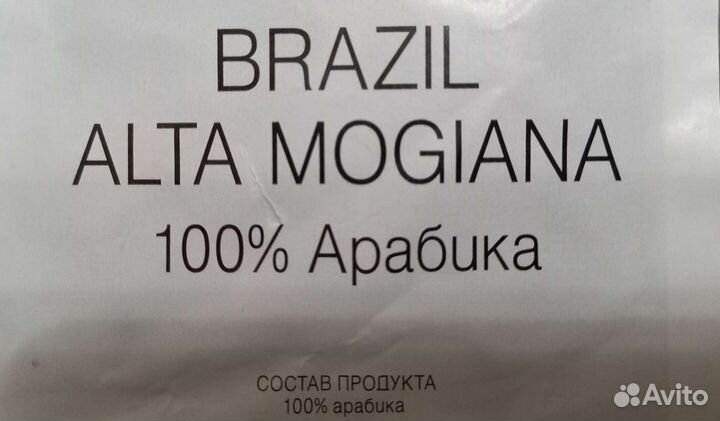 BRAZIL
ALTA MOGIANA
100% Арабика
СОСТАВ ПРОДУКТА
100% арабика
Avito